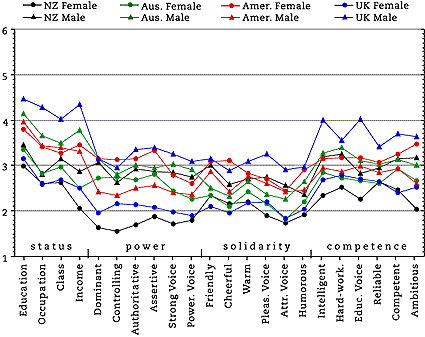 NZ Female Aus. Female Amer. Female UK Female
NZ Male Aus. Male Amer. Male UK Male
6
5
4
3
2
1
status power solidarity competence
Education
Occupation
Class
Income
Dominant
Controlling
Authoritative
Assertive
Strong Voice
Power. Voice
Friendly
Cheerful
Warm
Pleas. Voice
Attr. Voice
Humorous
Intelligent
Hard-work.
Educ. Voice
Reliable
Competent
Ambitious